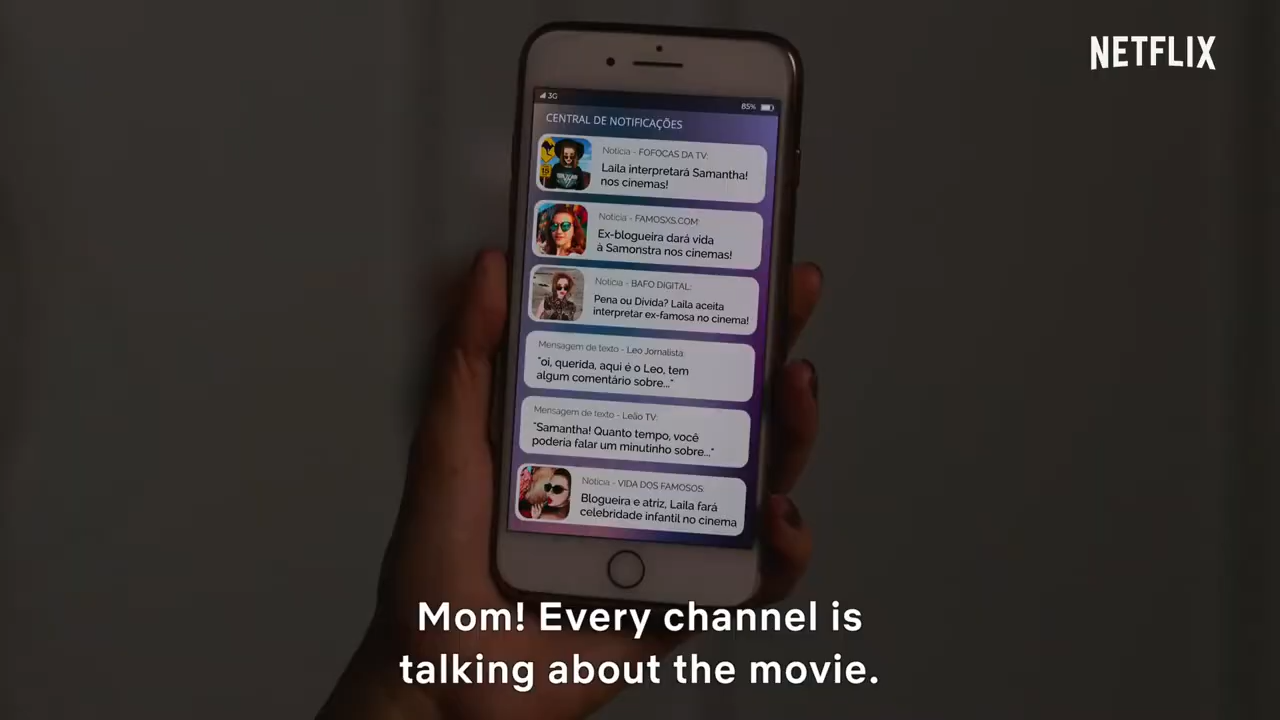 NETFLIX
3G
85%
CENTRAL DE NOTIFICAÇÕES
Notícia - FOFOCAS DA TV:
Laila interpretará Samantha!
nos cinemas!
Notícia - FAMOSXS.COM:
Ex-blogueira dará vida
à Samonstra nos cinemas!
Notícia - BAFO DIGITAL:
Pena ou Dívida? Laila aceita
interpretar ex-famosa no cinema!
Mensagem de texto - Leo Jornalista:
"oi, querida, aqui é o Leo, tem
algum comentário sobre..."
Mensagem de texto - Leão TV:
"Samantha! Quanto tempo, você
poderia falar um minutinho sobre..."
Notícia - VIDA DOS FAMOSOS:
Blogueira e atriz, Laila fará
celebridade infantil no cinema
Mom! Every channel is
talking about the movie.